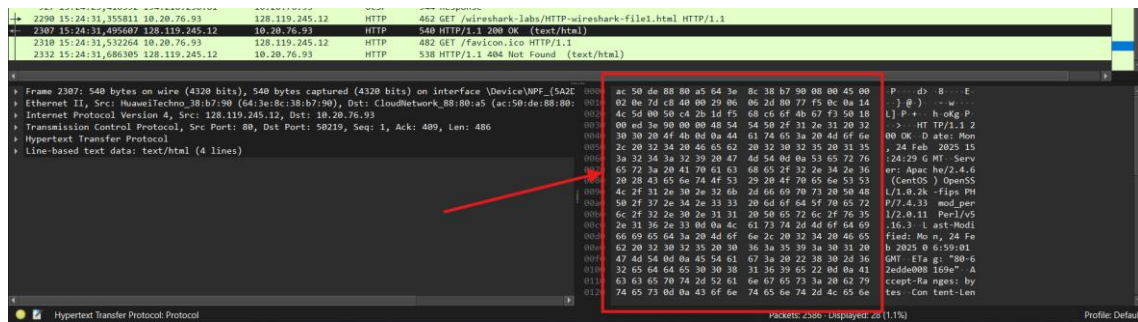 2290 15:24:31,355811 10.20.76.93 128.119.245.12 HTTP 462 GET /wireshark-labs/HTTP-wireshark-file1.html HTTP/1.1
2307 15:24:31,495607 128.119.245.12 10.20.76.93 HTTP 540 HTTP/1.1 200 OK (text/html)
2310 15:24:31,532264 10.20.76.93 128.119.245.12 HTTP 482 GET /favicon.ico HTTP/1.1
2332 15:24:31,686305 128.119.245.12 10.20.76.93 HTTP 538 HTTP/1.1 404 Not Found (text/html)
Frame 2307: 540 bytes on wire (4320 bits), 540 bytes captured (4320 bits) on interface \Device\NPF_{5A2D
Ethernet II, Src: HuaweiTechno_38:b7:90 (64:3e:8c:38:b7:90), Dst: CloudNetwork_88:80:a5 (ac:50:de:88:80:
Internet Protocol Version 4, Src: 128.119.245.12, Dst: 10.20.76.93
Transmission Control Protocol, Src Port: 80, Dst Port: 50219, Seq: 1, Ack: 409, Len: 486
Hypertext Transfer Protocol
Line-based text data: text/html (4 lines)
0000 ac 50 de 88 80 a5 64 3e 8c 38 b7 90 08 00 45 00 ·P····d> ·8····E·
0010 02 0e 7d c8 40 00 29 06 06 2d 80 77 f5 0c 0a 14 ··}·@·)· ·-·w····
0020 4c 5d 00 50 c4 2b 1d f5 68 c6 6f 4b 67 f3 50 18 L]·P·+·· h·oKg·P·
0030 00 ed 3e 90 00 00 48 54 54 50 2f 31 2e 31 20 32 ··>···HT TP/1.1 2
0040 30 30 20 4f 4b 0d 0a 44 61 74 65 3a 20 4d 6f 6e 00 OK··D ate: Mon
0050 2c 20 32 34 20 46 65 62 20 32 30 32 35 20 31 35 , 24 Feb 2025 15
0060 3a 32 34 3a 32 39 20 47 4d 54 0d 0a 53 65 72 76 :24:29 G MT··Serv
65 72 3a 20 41 70 61 63 68 65 2f 32 2e 34 2e 36 er: Apac he/2.4.6
0080 20 28 43 65 6e 74 4f 53 29 20 4f 70 65 6e 53 53 (CentOS ) OpenSS
0090 4c 2f 31 2e 30 2e 32 6b 2d 66 69 70 73 20 50 48 L/1.0.2k -fips PH
00a0 50 2f 37 2e 34 2e 33 33 20 6d 6f 64 5f 70 65 72 P/7.4.33 mod_per
00b0 6c 2f 32 2e 30 2e 31 31 20 50 65 72 6c 2f 76 35 l/2.0.11 Perl/v5
00c0 2e 31 36 2e 33 0d 0a 4c 61 73 74 2d 4d 6f 64 69 .16.3··L ast-Modi
00d0 66 69 65 64 3a 20 4d 6f 6e 2c 20 32 34 20 46 65 fied: Mo n, 24 Fe
00e0 62 20 32 30 32 35 20 30 36 3a 35 39 3a 30 31 20 b 2025 0 6:59:01
00f0 47 4d 54 0d 0a 45 54 61 67 3a 20 22 38 30 2d 36 GMT··ETa g: "80-6
0100 32 65 64 64 65 30 30 38 31 36 39 65 22 0d 0a 41 2edde008 169e"··A
0110 63 63 65 70 74 2d 52 61 6e 67 65 73 3a 20 62 79 ccept-Ra nges: by
0120 74 65 73 0d 0a 43 6f 6e 74 65 6e 74 2d 4c 65 6e tes··Con tent-Len
Hypertext Transfer Protocol: Protocol Packets: 2586 · Displayed: 28 (1.1%) Profile: Defau